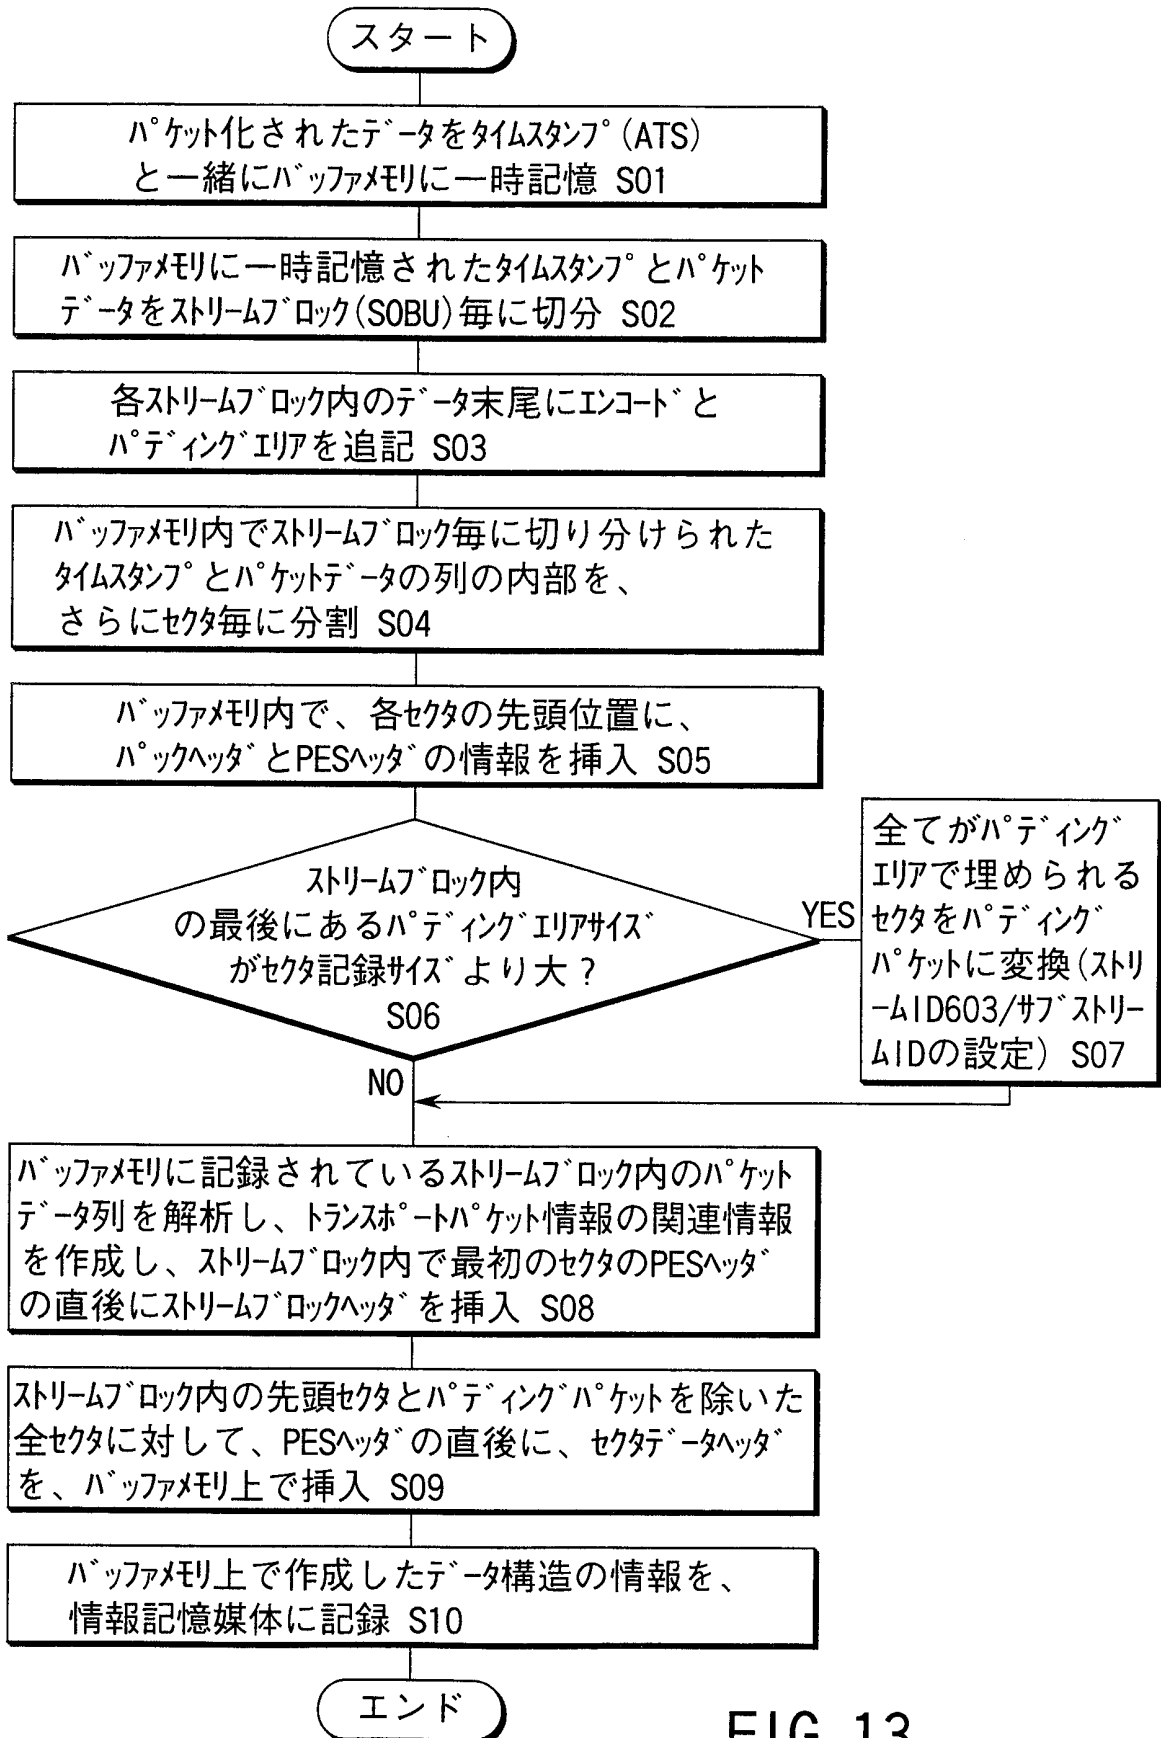 スタート
パケット化されたデータをタイムスタンプ(ATS)
と一緒にバッファメモリに一時記憶 S01
バッファメモリに一時記憶されたタイムスタンプとパケット
データをストリームブロック(SOBU)毎に切分 S02
各ストリームブロック内のデータ末尾にエンコードと
パディングエリアを追記 S03
バッファメモリ内でストリームブロック毎に切り分けられた
タイムスタンプとパケットデータの列の内部を、
さらにセクタ毎に分割 S04
バッファメモリ内で、各セクタの先頭位置に、
パックヘッダとPESヘッダの情報を挿入 S05
ストリームブロック内
の最後にあるパディングエリアサイズ
がセクタ記録サイズより大？
S06
YES
全てがパディング
エリアで埋められる
セクタをパディング
パケットに変換(ストリ
ームID603/サブストリー
ムIDの設定) S07
NO
バッファメモリに記録されているストリームブロック内のパケット
データ列を解析し、トランスポートパケット情報の関連情報
を作成し、ストリームブロック内で最初のセクタのPESヘッダ
の直後にストリームブロックヘッダを挿入 S08
ストリームブロック内の先頭セクタとパディングパケットを除いた
全セクタに対して、PESヘッダの直後に、セクタデータヘッダ
を、バッファメモリ上で挿入 S09
バッファメモリ上で作成したデータ構造の情報を、
情報記憶媒体に記録 S10
エンド
FIG. 13